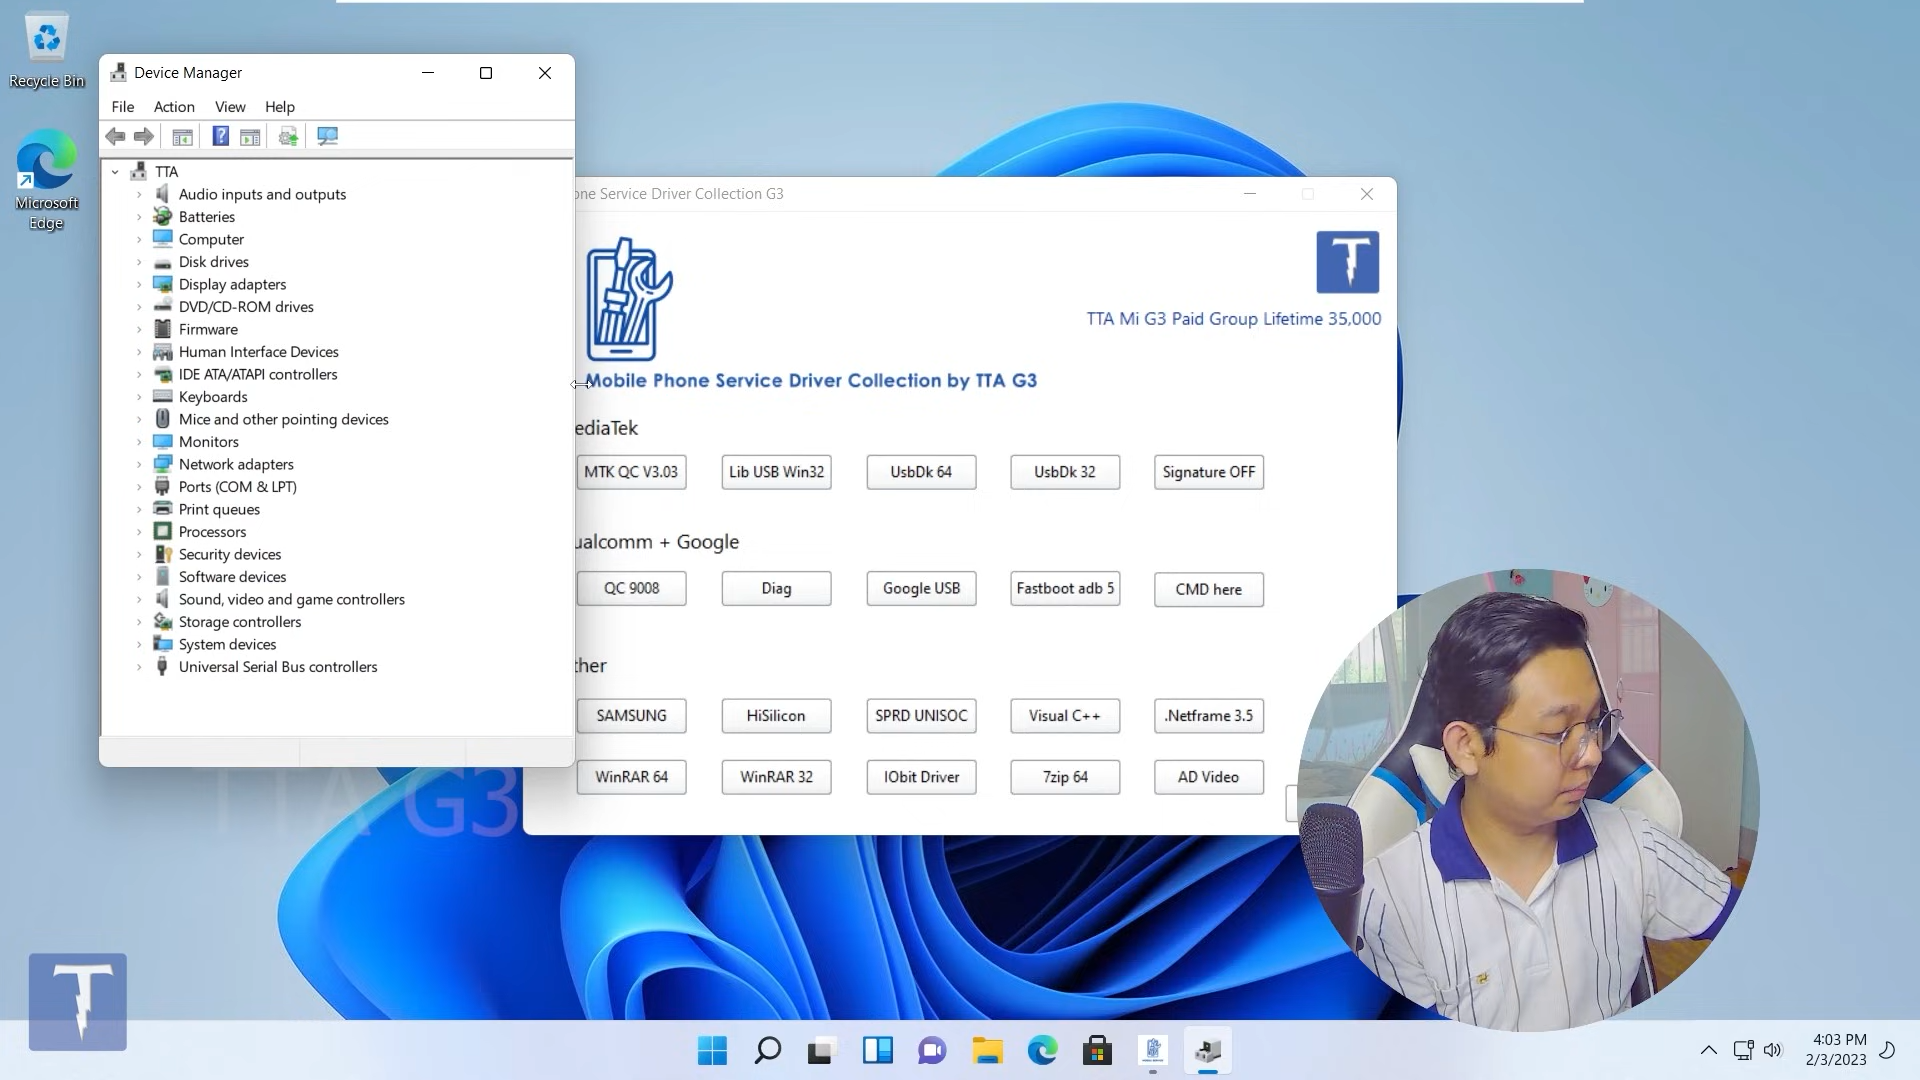 Recycle Bin
Microsoft
Edge
Device Manager
File Action View Help
TTA
Audio inputs and outputs
Batteries
Computer
Disk drives
Display adapters
DVD/CD-ROM drives
Firmware
Human Interface Devices
IDE ATA/ATAPI controllers
Keyboards
Mice and other pointing devices
Monitors
Network adapters
Ports (COM & LPT)
Print queues
Processors
Security devices
Software devices
Sound, video and game controllers
Storage controllers
System devices
Universal Serial Bus controllers
one Service Driver Collection G3
T
TTA Mi G3 Paid Group Lifetime 35,000
Mobile Phone Service Driver Collection by TTA G3
ediaTek
MTK QC V3.03 Lib USB Win32 UsbDk 64 UsbDk 32 Signature OFF
ualcomm + Google
QC 9008 Diag Google USB Fastboot adb 5 CMD here
ther
SAMSUNG HiSilicon SPRD UNISOC Visual C++ .Netframe 3.5
WinRAR 64 WinRAR 32 IObit Driver 7zip 64 AD Video
TTA G3
T
4:03 PM
2/3/2023